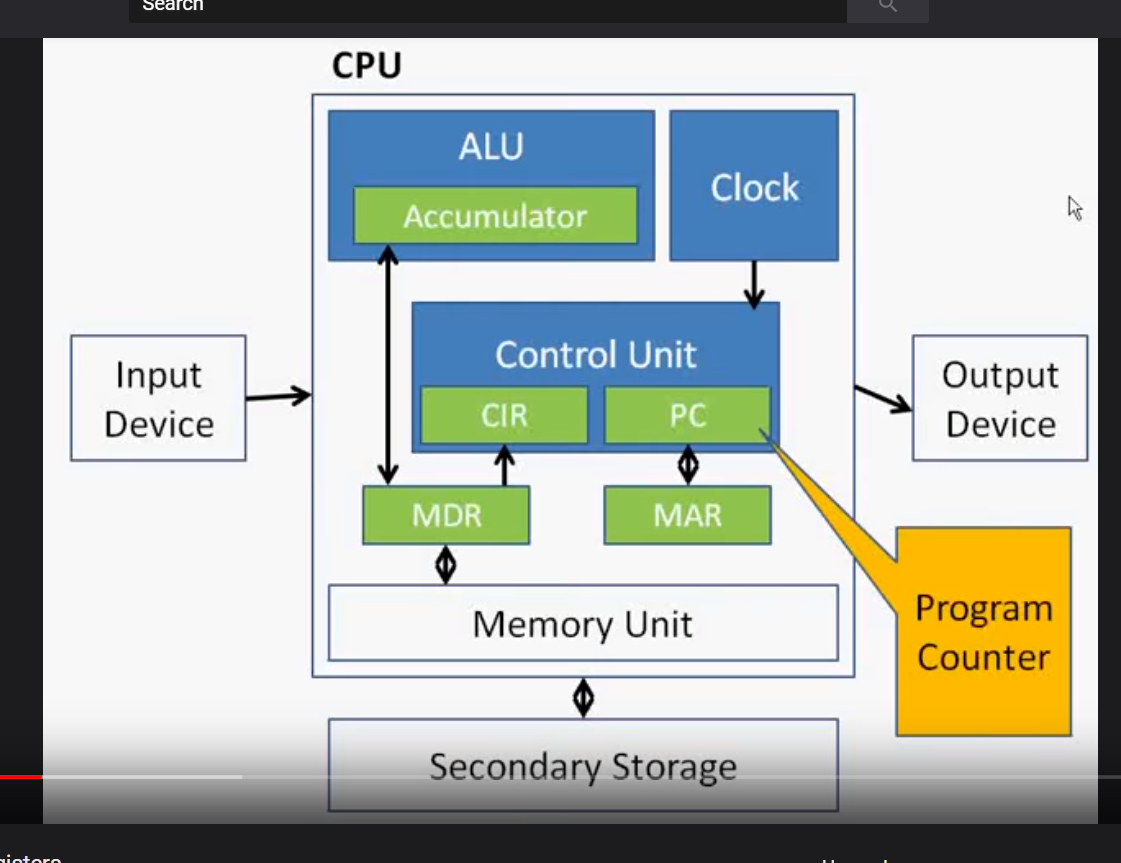 Search
CPU
ALU
Accumulator
Clock
Control Unit
CIR
PC
Input
Device
Output
Device
MDR
MAR
Program
Counter
Memory Unit
Secondary Storage